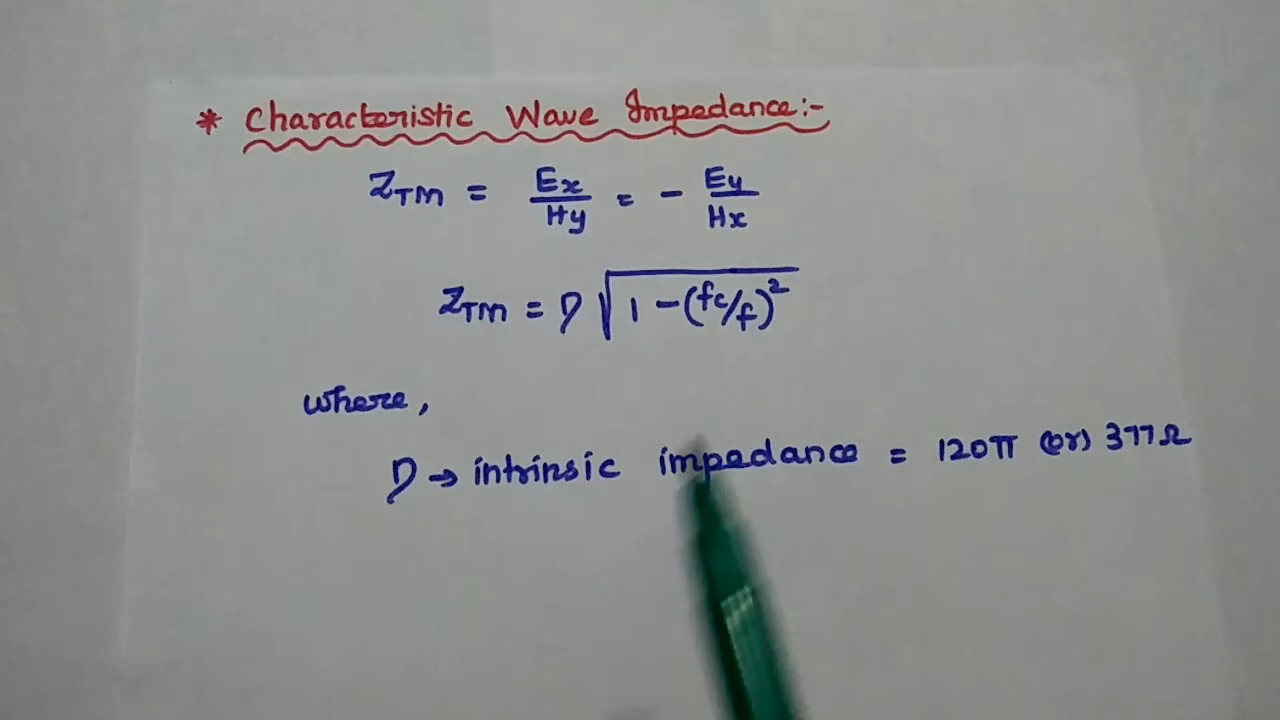 * Characteristic Wave Impedance:-
Z_TM = Ex/Hy = - Ey/Hx
Z_TM = η √(1-(fc/f)²)
where,
η → intrinsic impedance = 120π (or) 377Ω